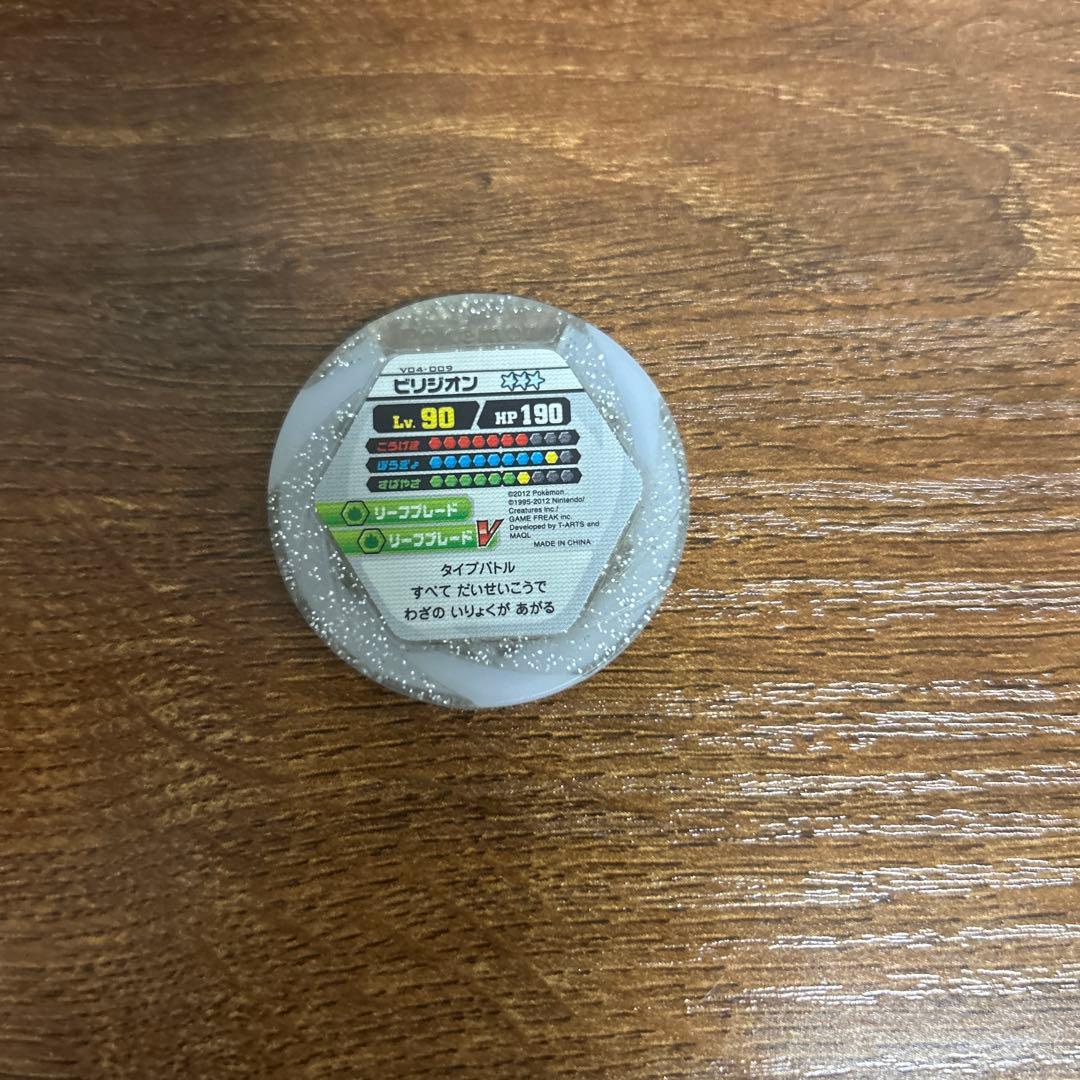 V04-009
ビリジオン
Lv. 90 HP 190
こうげき
ぼうぎょ
すばやさ
リーフブレード
リーフブレード V
©2012 Pokémon
©1995-2012 Nintendo/
Creatures inc./
GAME FREAK inc.
Developed by T-ARTS and
MAQL
MADE IN CHINA
タイプバトル
すべて だいせいこうで
わざの いりょくが あがる